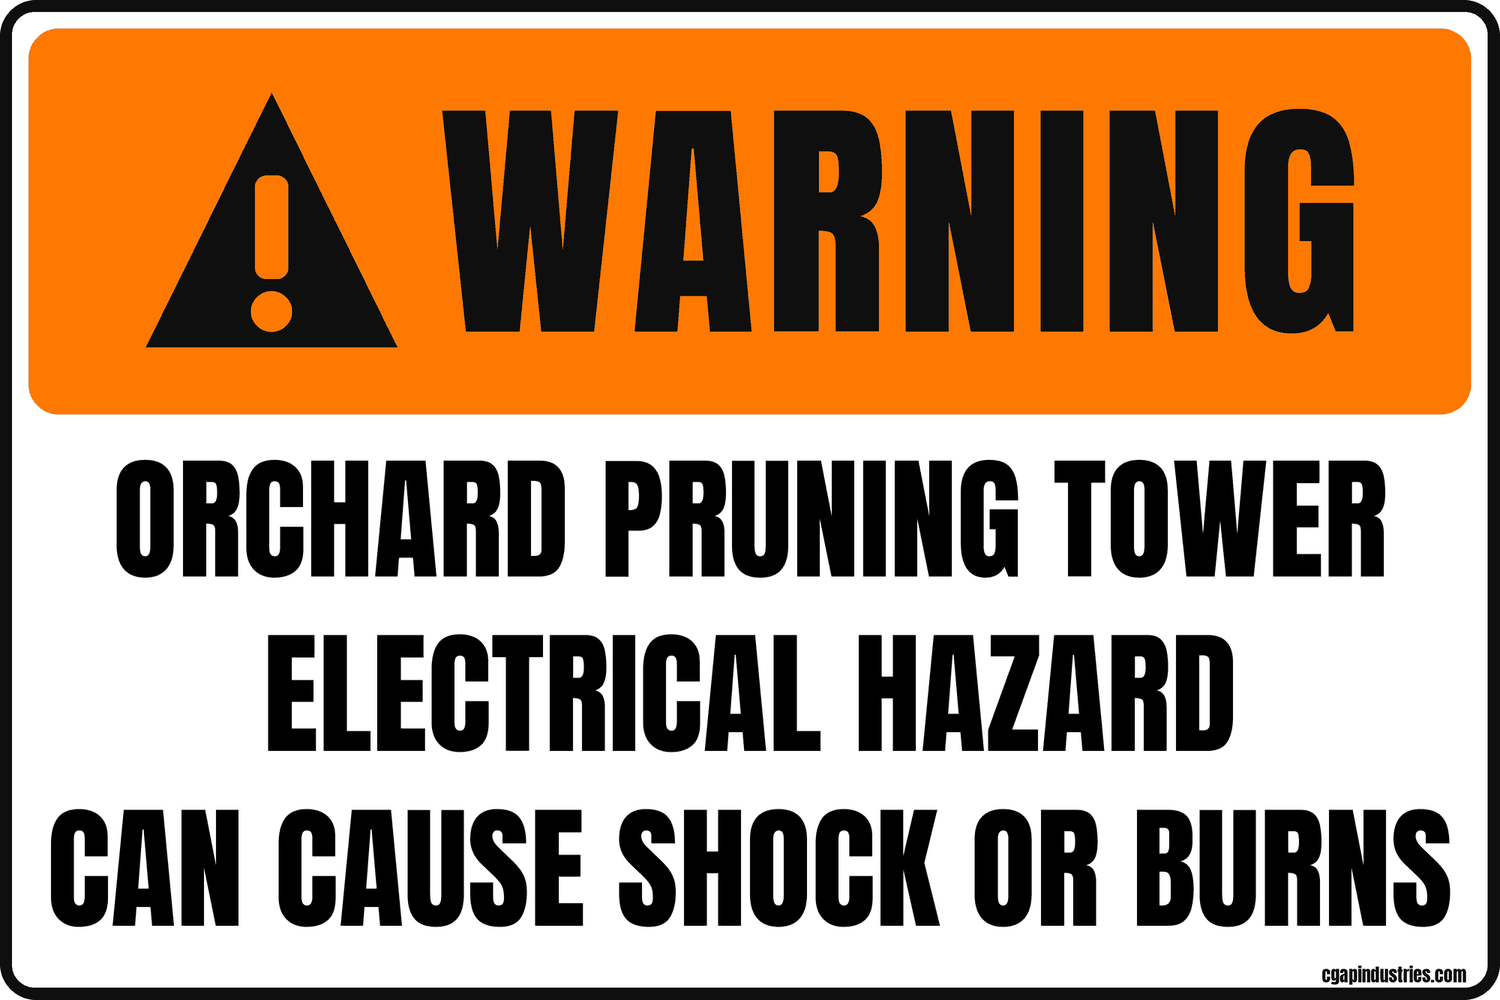 WARNING
ORCHARD PRUNING TOWER
ELECTRICAL HAZARD
CAN CAUSE SHOCK OR BURNS
cgapindustries.com